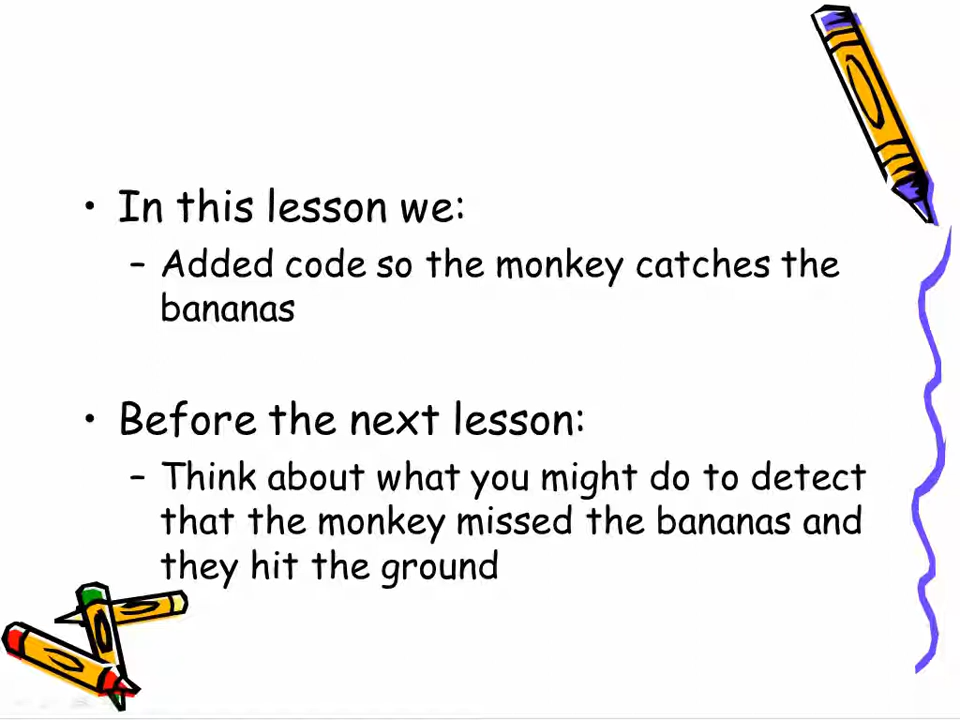 • In this lesson we:
– Added code so the monkey catches the
bananas
• Before the next lesson:
– Think about what you might do to detect
that the monkey missed the bananas and
they hit the ground